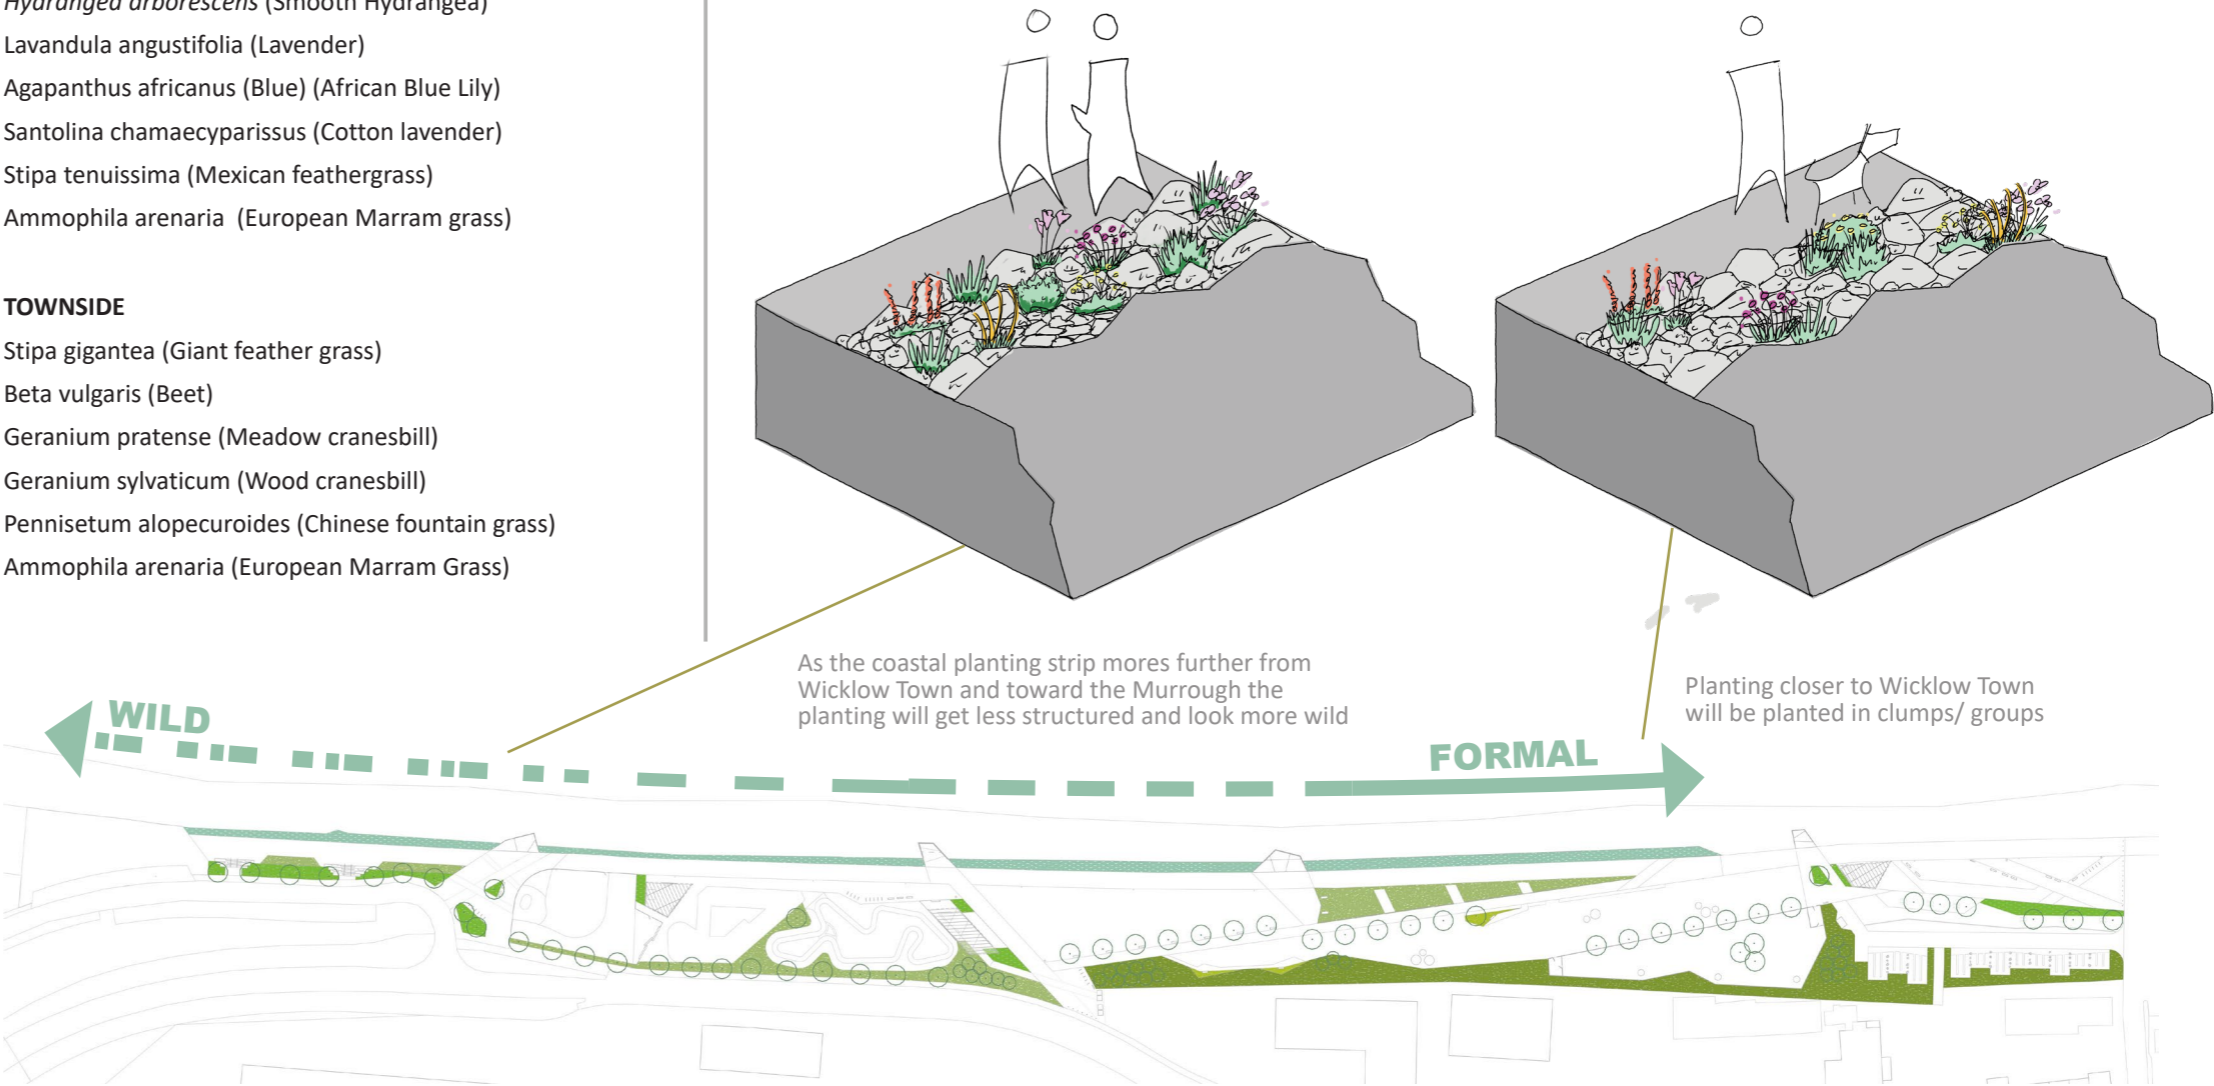 Hydrangea arborescens (Smooth Hydrangea)
Lavandula angustifolia (Lavender)
Agapanthus africanus (Blue) (African Blue Lily)
Santolina chamaecyparissus (Cotton lavender)
Stipa tenuissima (Mexican feathergrass)
Ammophila arenaria (European Marram grass)
TOWNSIDE
Stipa gigantea (Giant feather grass)
Beta vulgaris (Beet)
Geranium pratense (Meadow cranesbill)
Geranium sylvaticum (Wood cranesbill)
Pennisetum alopecuroides (Chinese fountain grass)
Ammophila arenaria (European Marram Grass)
As the coastal planting strip mores further from
Wicklow Town and toward the Murrough the
planting will get less structured and look more wild
Planting closer to Wicklow Town
will be planted in clumps/ groups
WILD
FORMAL